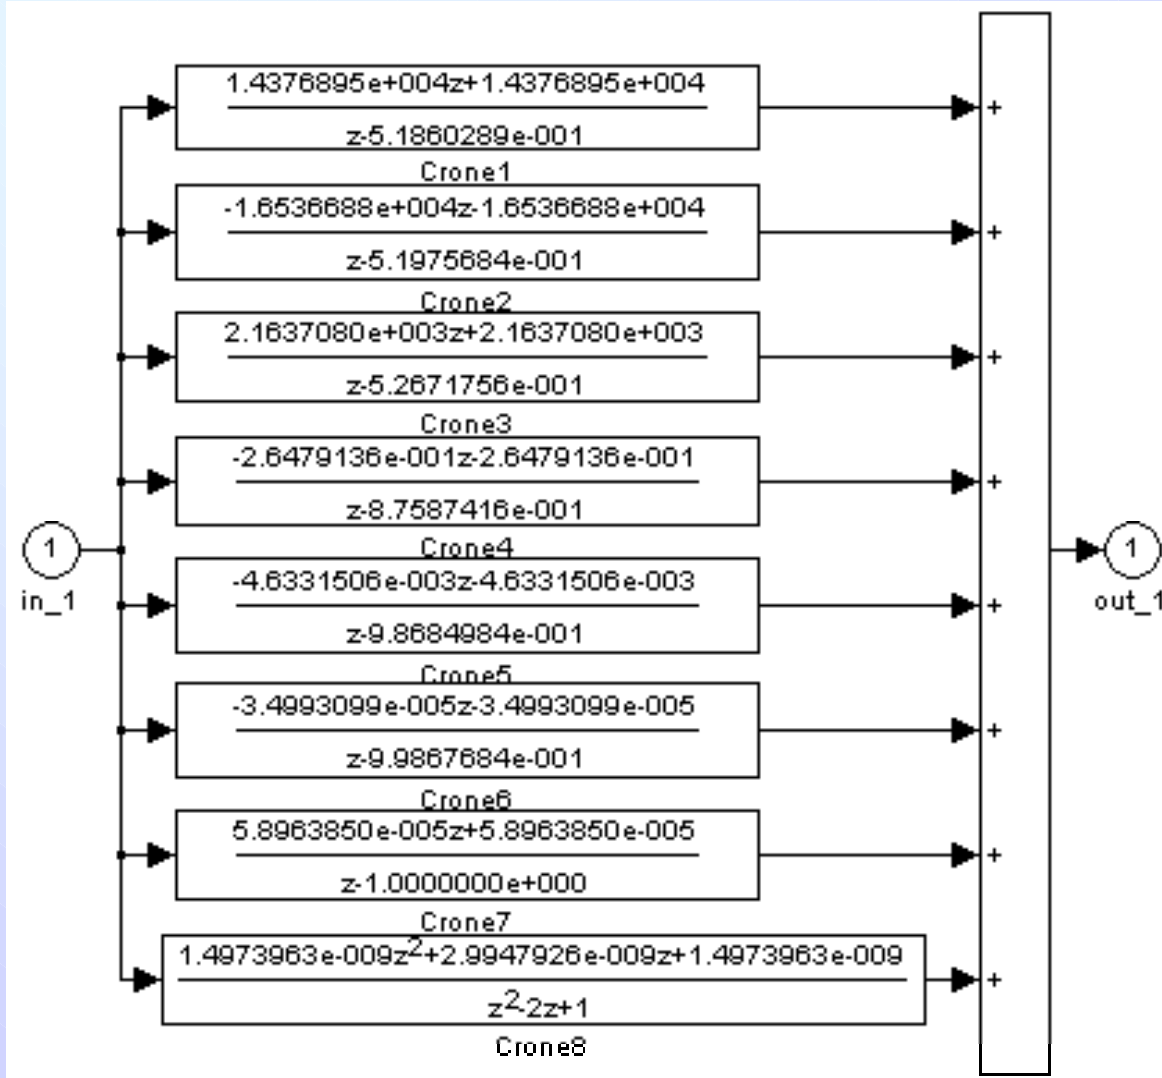 1.4376895e+004z+1.4376895e+004
z-5.1860289e-001
Crone1
+
-1.6536688e+004z-1.6536688e+004
z-5.1975684e-001
Crone2
+
2.1637080e+003z+2.1637080e+003
z-5.2671756e-001
Crone3
+
-2.6479136e-001z-2.6479136e-001
z-8.7587416e-001
Crone4
+
1
in_1
1
out_1
-4.6331506e-003z-4.6331506e-003
z-9.8684984e-001
Crone5
+
-3.4993099e-005z-3.4993099e-005
z-9.9867684e-001
Crone6
+
5.8963850e-005z+5.8963850e-005
z-1.0000000e+000
Crone7
+
1.4973963e-009z²+2.9947926e-009z+1.4973963e-009
z²-2z+1
Crone8
+